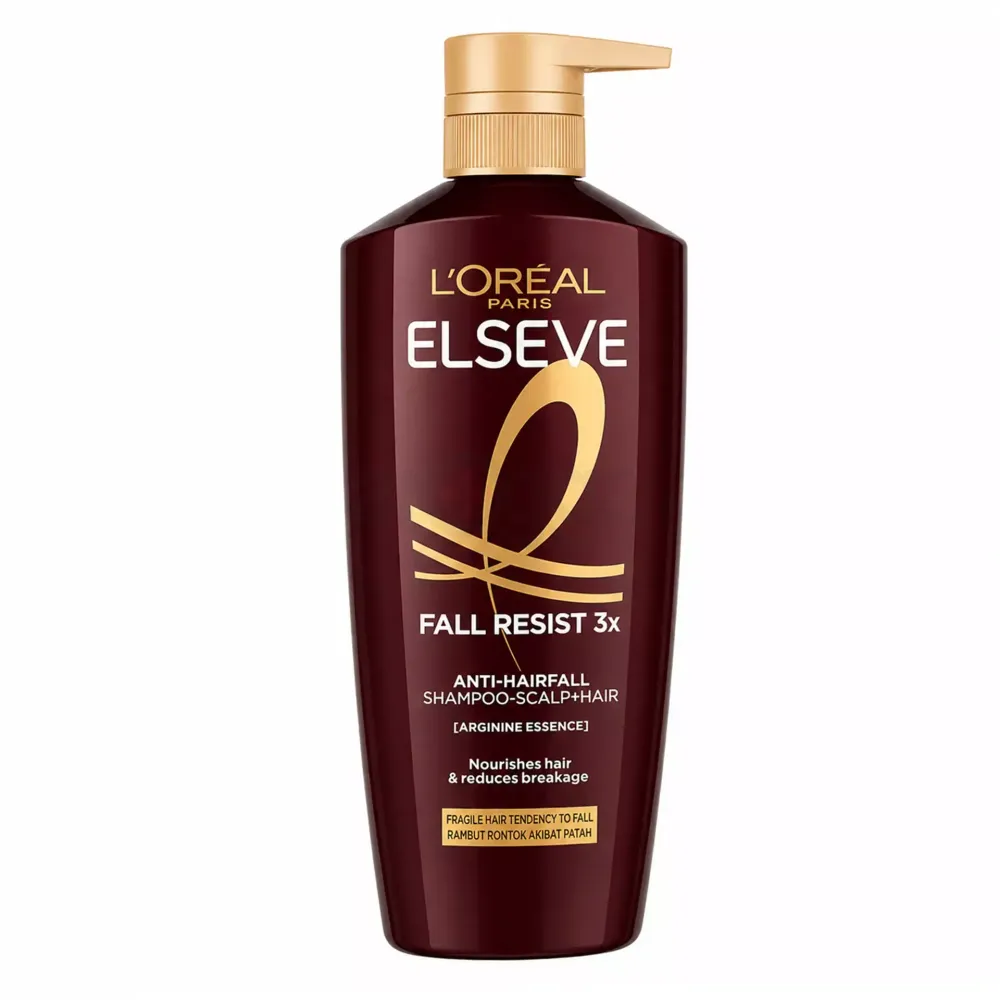 L'ORÉAL
PARIS
ELSEVE
FALL RESIST 3x
ANTI-HAIRFALL
SHAMPOO-SCALP+HAIR
[ARGININE ESSENCE]
Nourishes hair
& reduces breakage
FRAGILE HAIR TENDENCY TO FALL
RAMBUT RONTOK AKIBAT PATAH